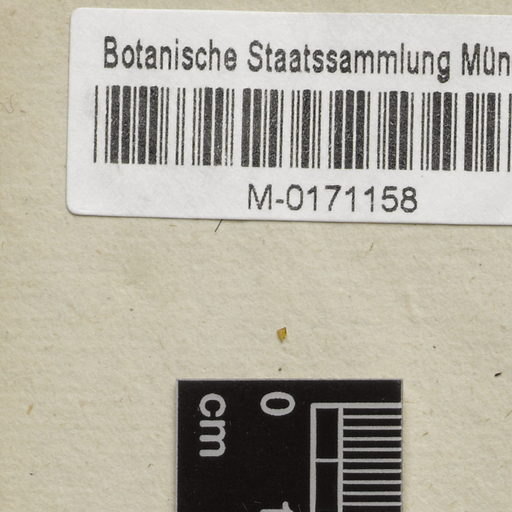 Botanische Staatssammlung Mün
M-0171158
0
cm